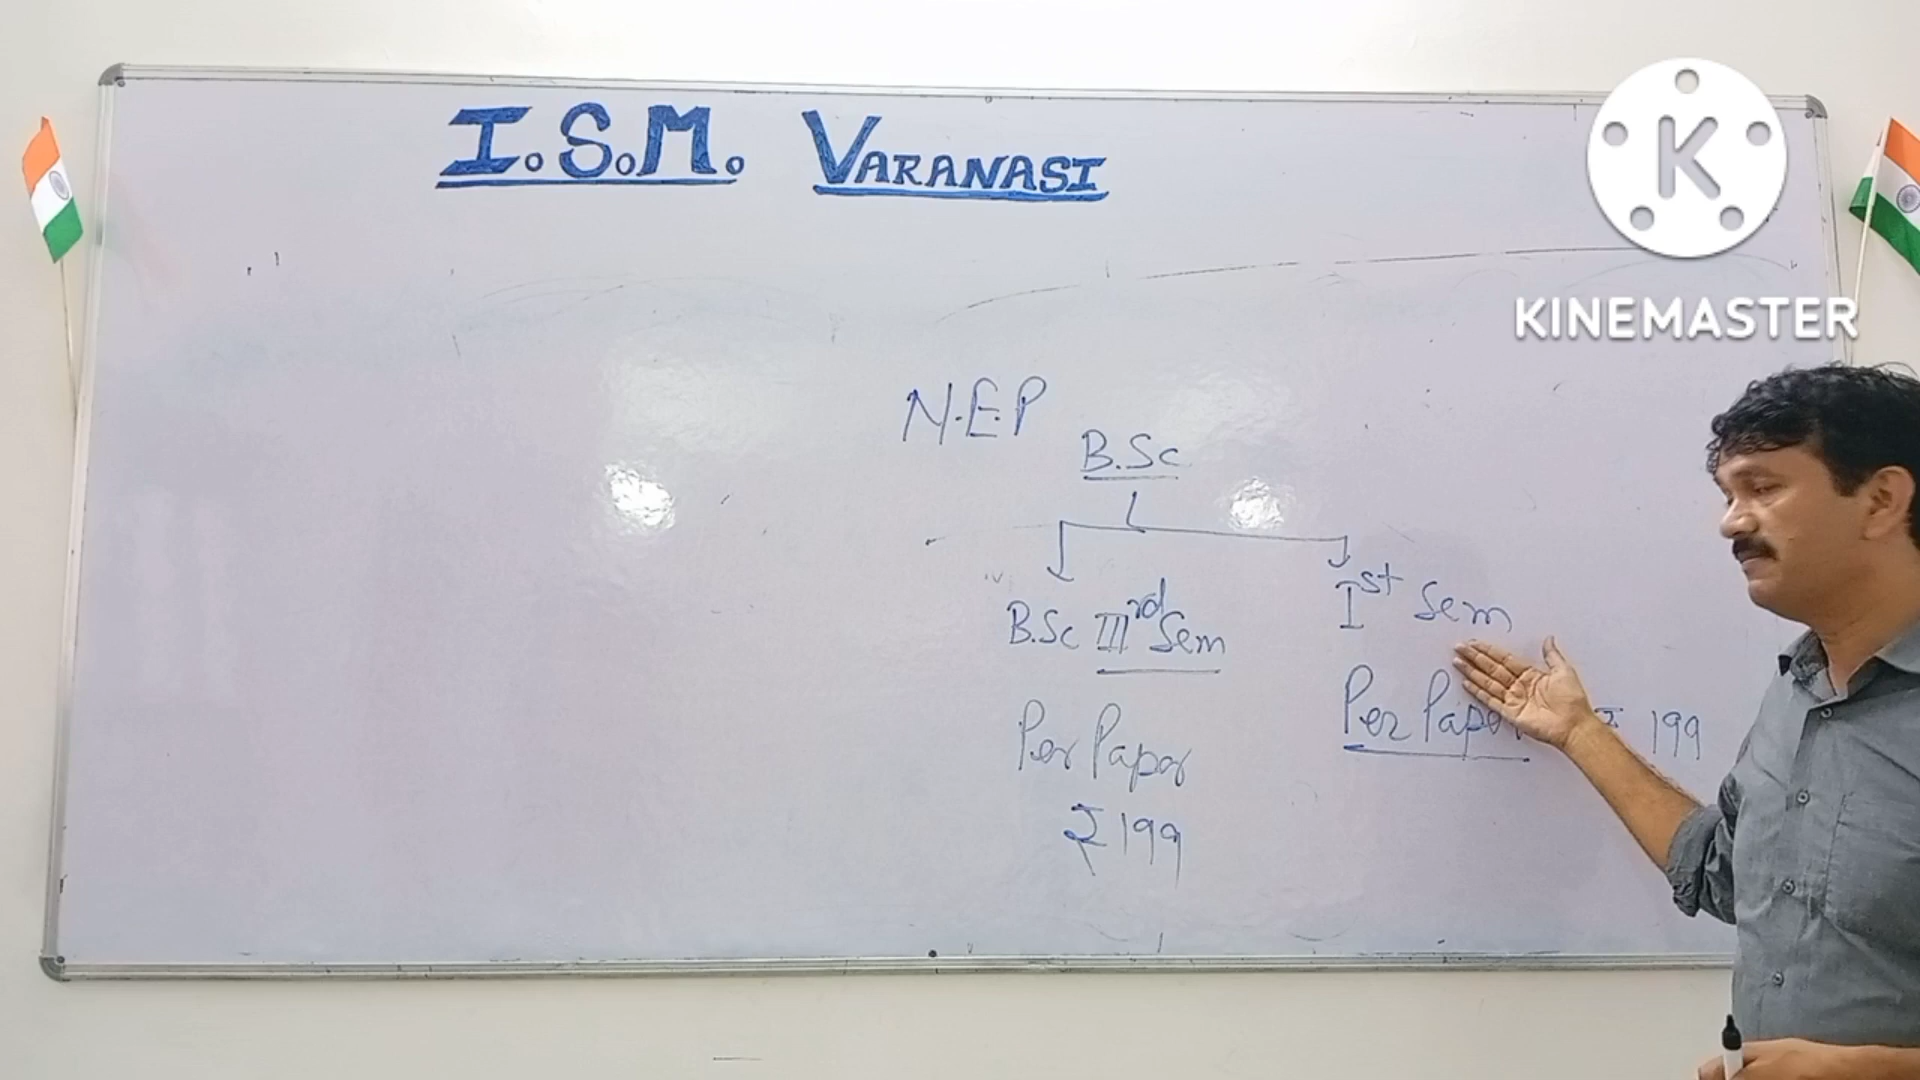 I.S.M. VARANASI
KINEMASTER
N.E.P
B.Sc
B.Sc IIIrd Sem
Ist Sem
Per Paper
₹ 199
Per Paper ₹ 199